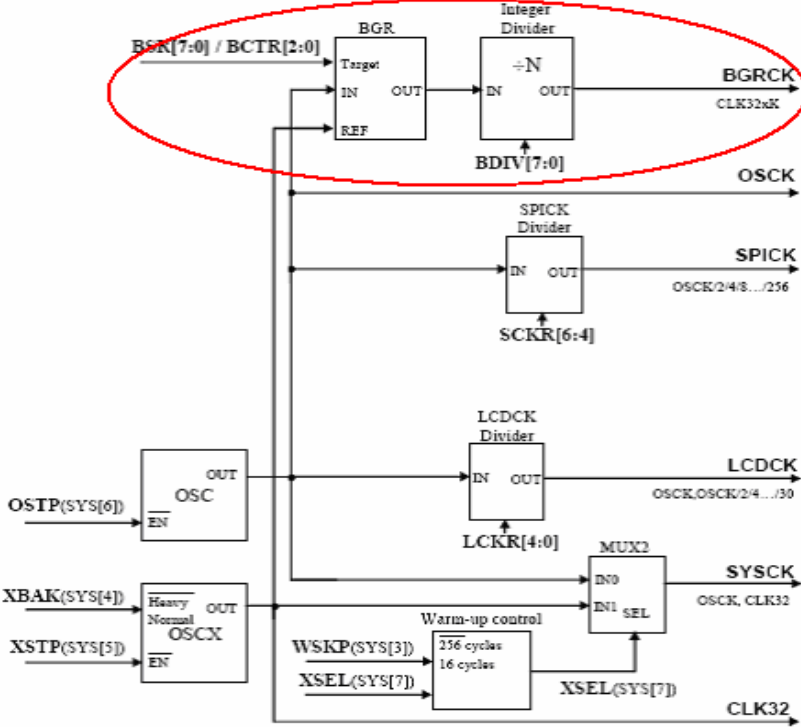 BGR
Integer
Divider
BSR[7:0] / BCTR[2:0]
Target
IN
OUT
REF
÷N
IN
OUT
BDIV[7:0]
BGRCK
CLK32xK
OSCK
SPICK
Divider
IN
OUT
SCKR[6:4]
SPICK
OSCK/2/4/8.../256
LCDCK
Divider
IN
OUT
LCKR[4:0]
LCDCK
OSCK,OSCK/2/4.../30
OUT
OSC
OSTP(SYS[6])
EN
MUX2
IN0
IN1
SEL
SYSCK
OSCK, CLK32
XBAK(SYS[4])
Heavy
Normal
OUT
OSCX
XSTP(SYS[5])
EN
Warm-up control
256 cycles
16 cycles
WSKP(SYS[3])
XSEL(SYS[7])
XSEL(SYS[7])
CLK32